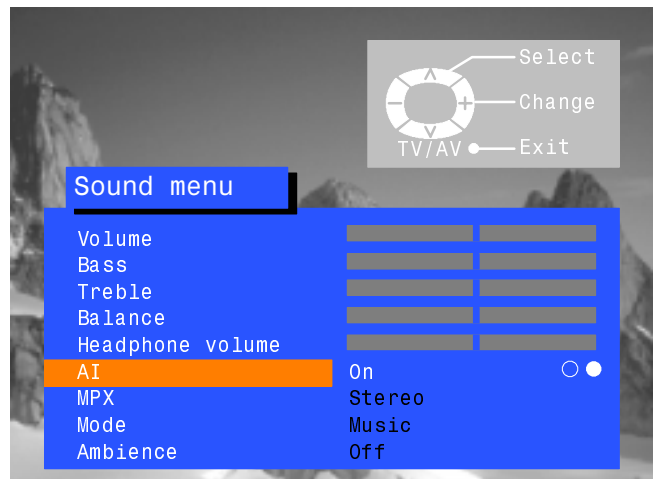 Select
Change
TV/AV Exit
Sound menu
Volume
Bass
Treble
Balance
Headphone volume
AI On
MPX Stereo
Mode Music
Ambience Off